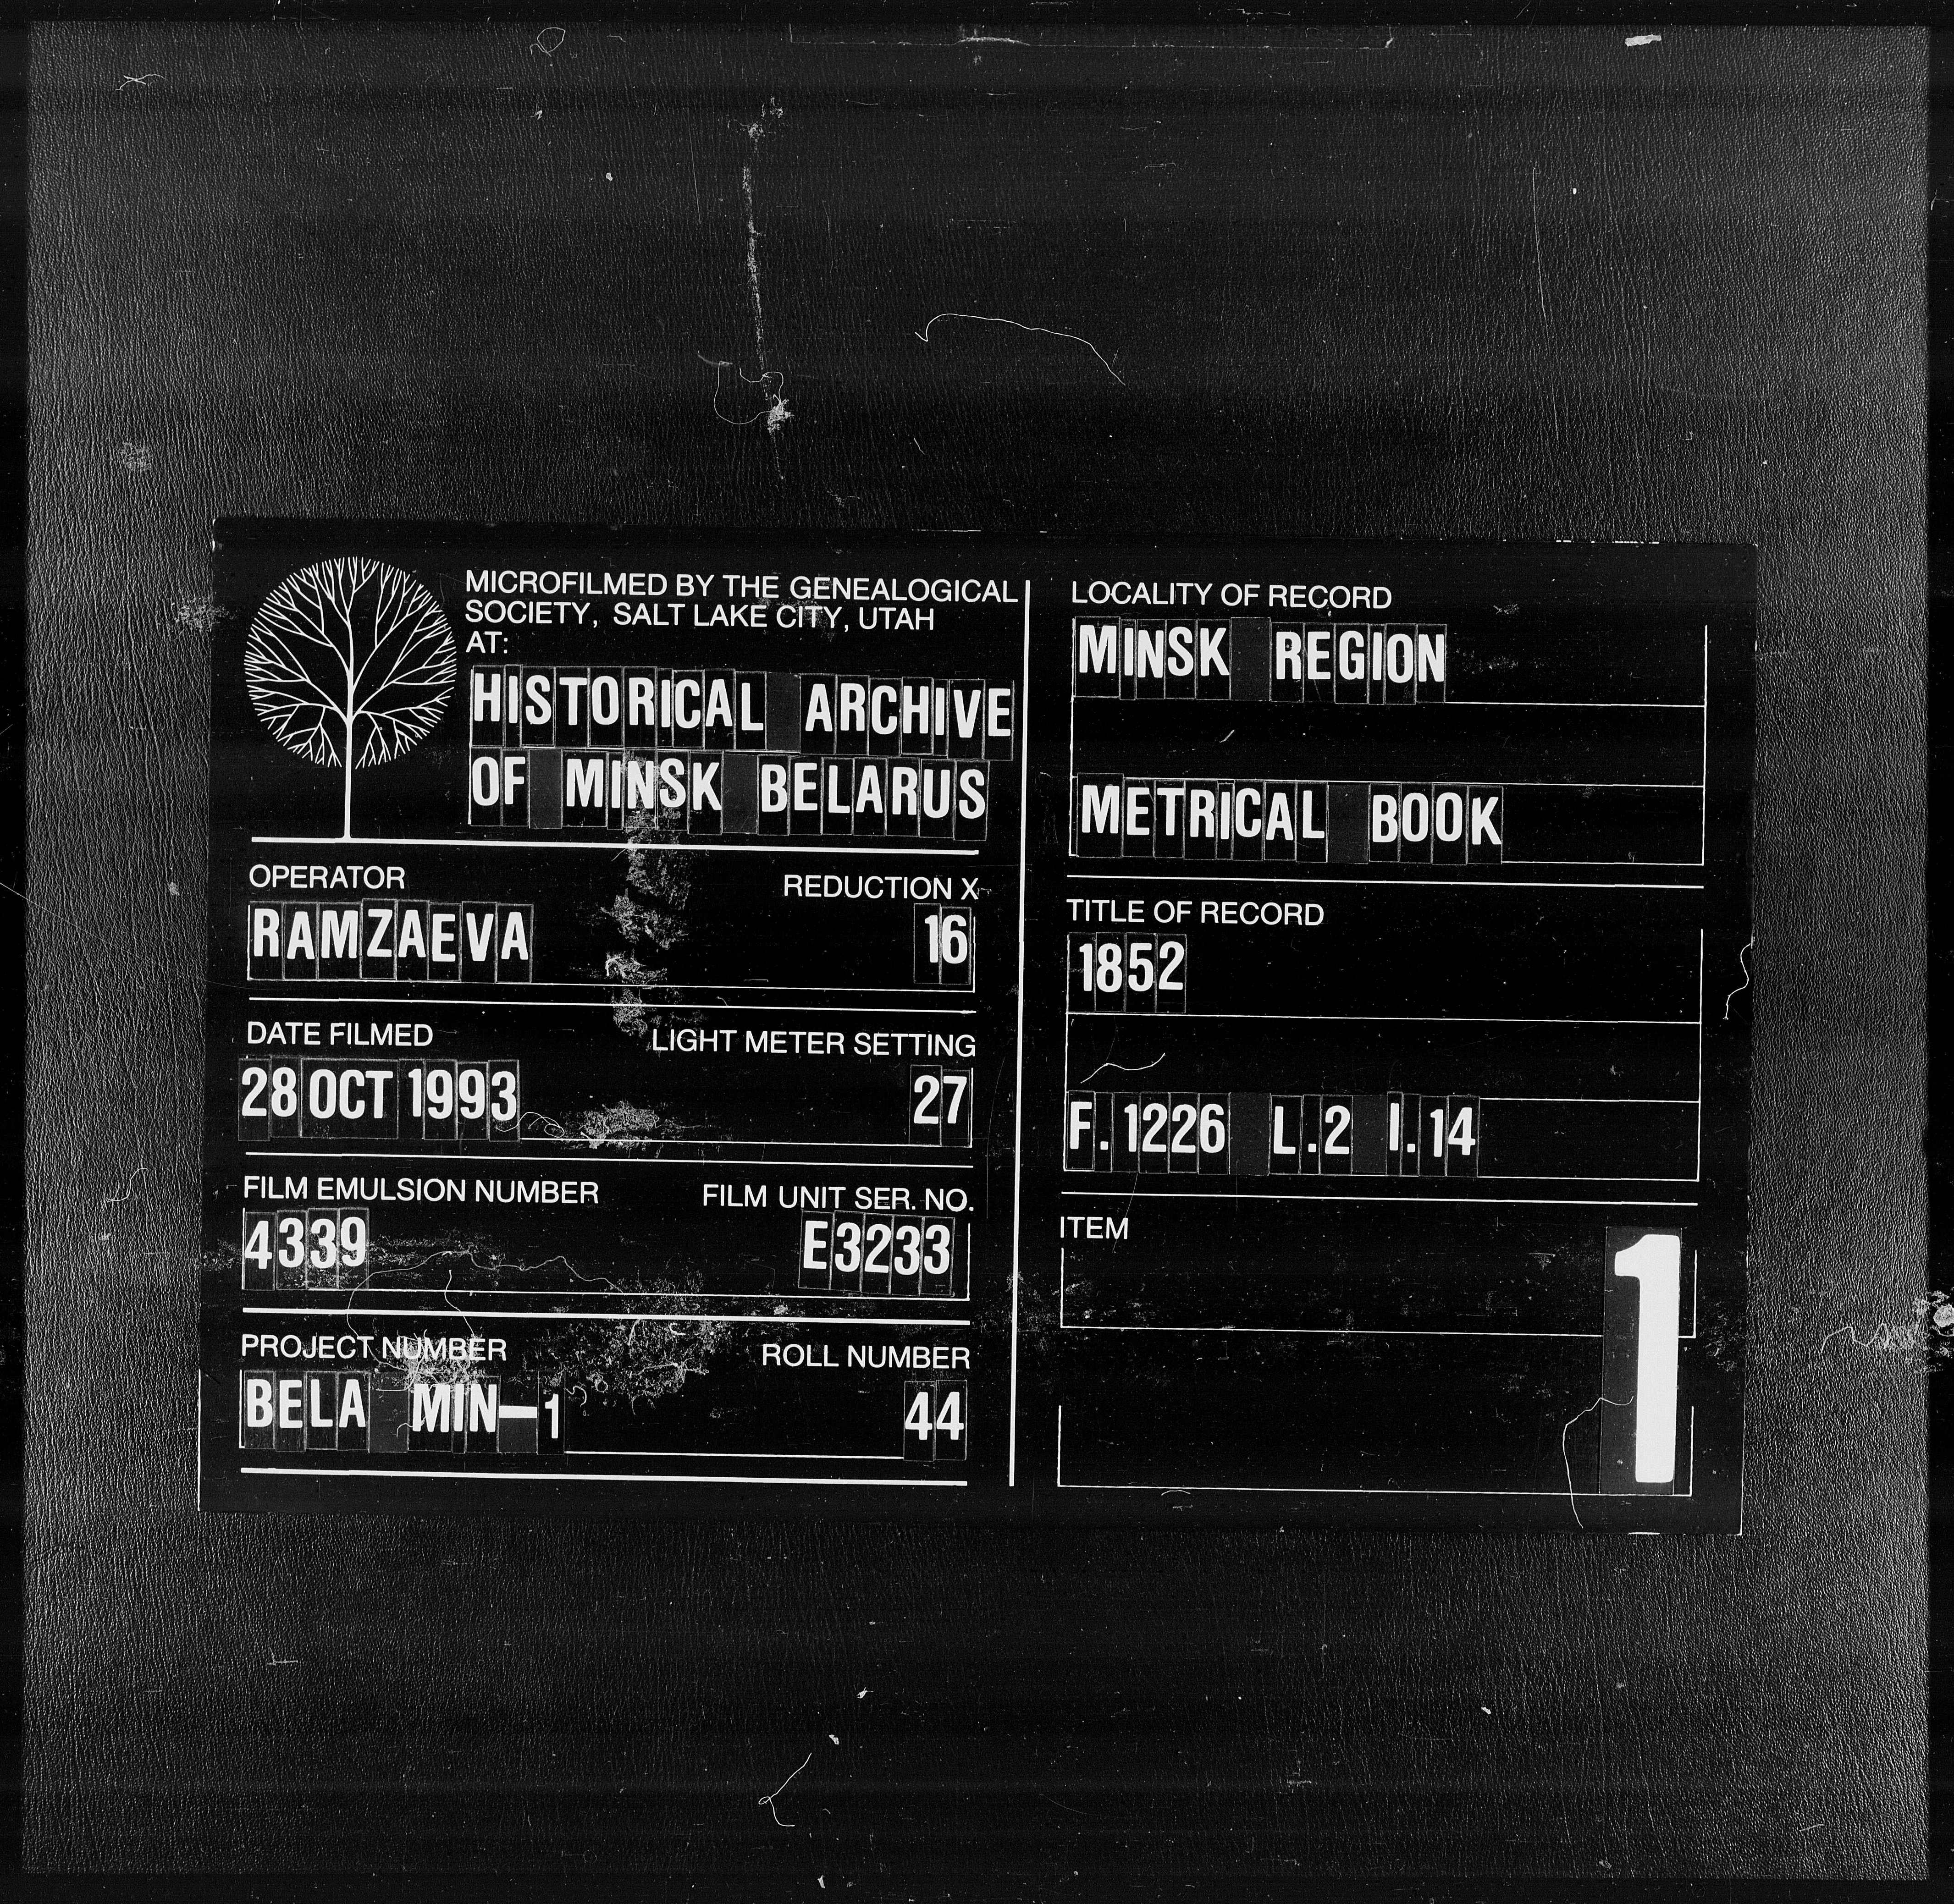 MICROFILMED BY THE GENEALOGICAL
SOCIETY, SALT LAKE CITY, UTAH
AT:
HISTORICAL ARCHIVE
OF MINSK BELARUS
OPERATOR REDUCTION X
RAMZAEVA 16
DATE FILMED LIGHT METER SETTING
28 OCT 1993 27
FILM EMULSION NUMBER FILM UNIT SER. NO.
4339 E3233
PROJECT NUMBER ROLL NUMBER
BELA MIN-1 44
LOCALITY OF RECORD
MINSK REGION
METRICAL BOOK
TITLE OF RECORD
1852
F. 1226 L.2 I.14
ITEM
1